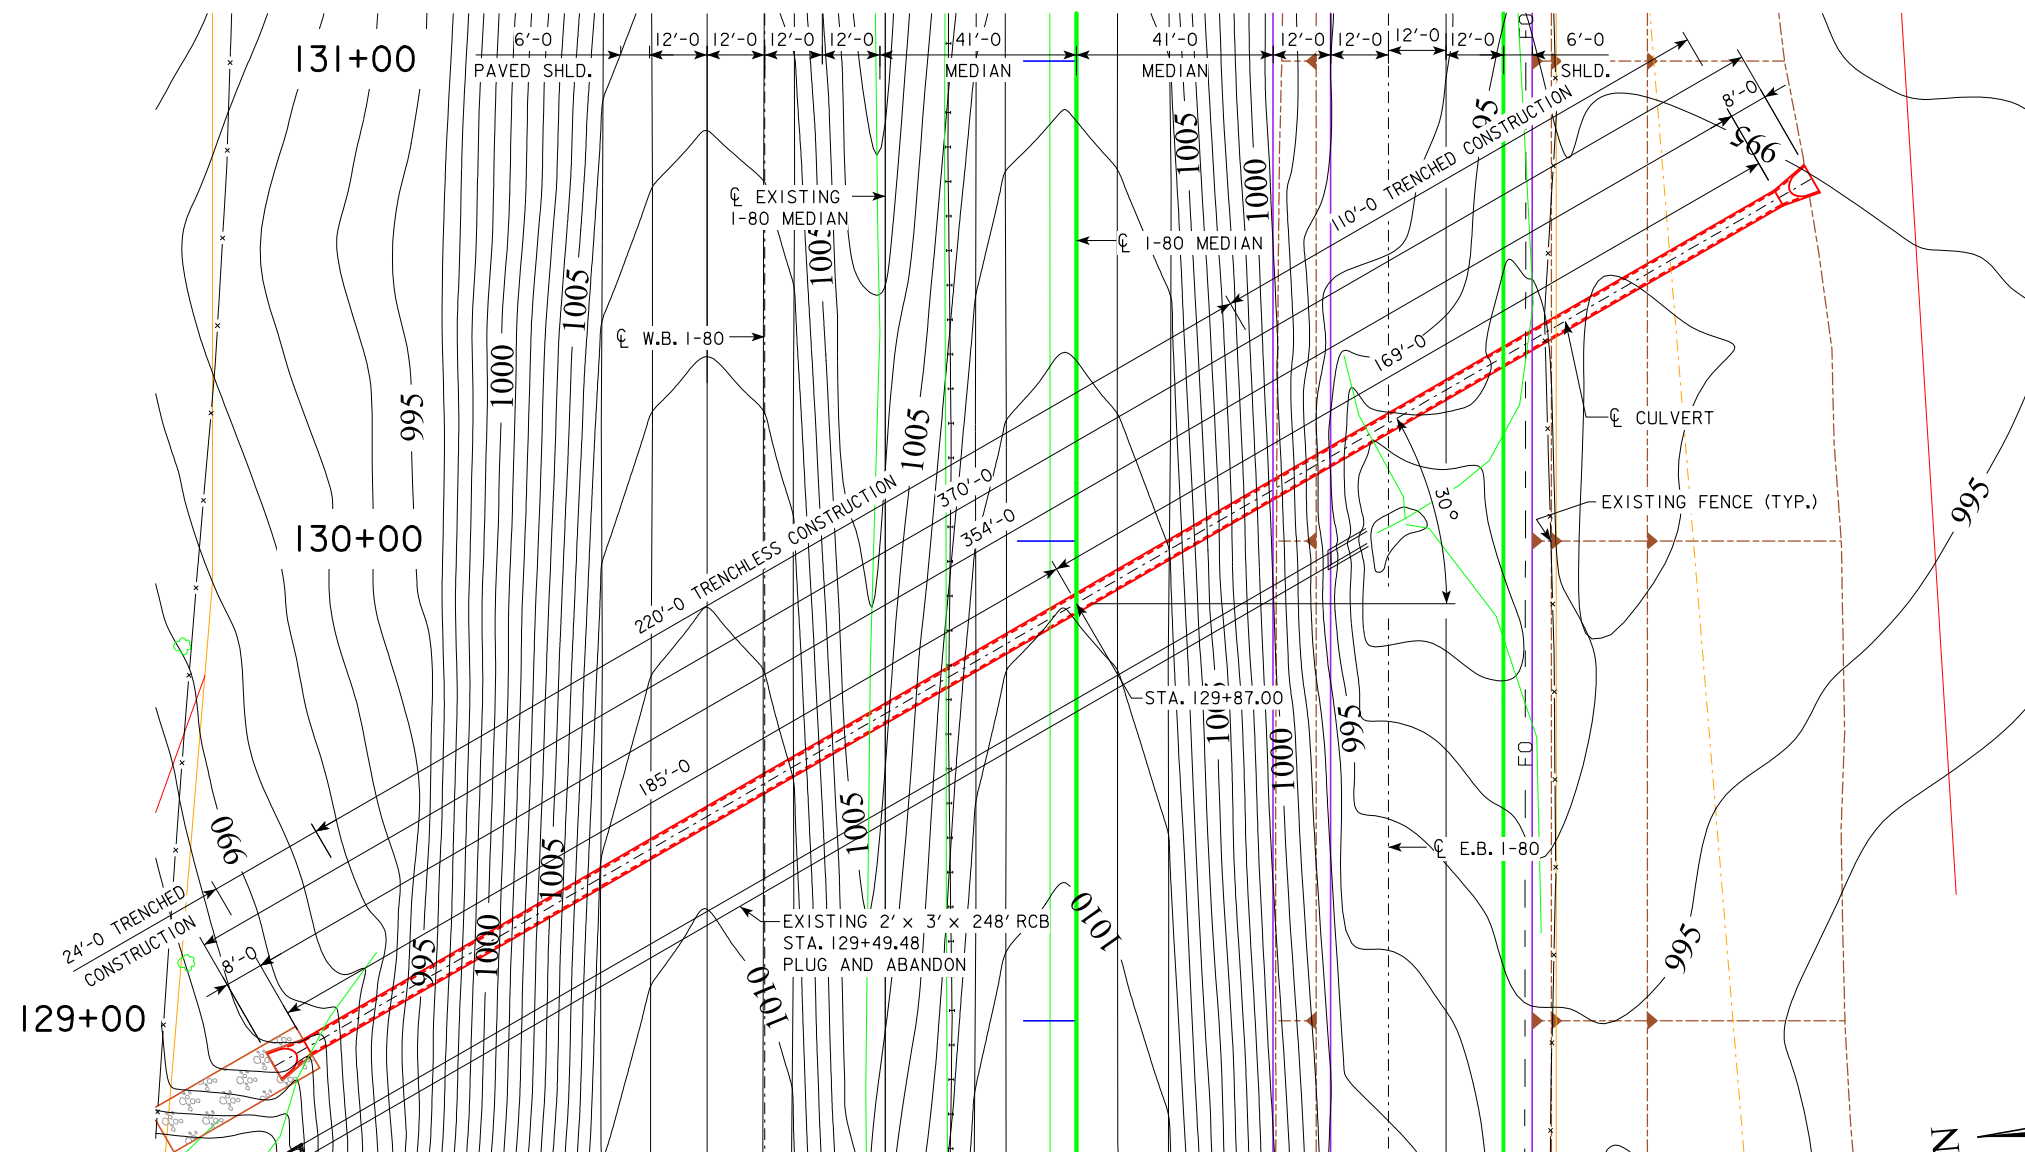 131+00
6'-0
12'-0
12'-0
12'-0
12'-0
41'-0
41'-0
12'-0
12'-0
12'-0
12'-0
6'-0
PAVED SHLD.
MEDIAN
MEDIAN
SHLD.
FO
995
110'-0 TRENCHED CONSTRUCTION
8'-0
995
1005
1000
℄ EXISTING
I-80 MEDIAN
1005
℄ I-80 MEDIAN
1005
℄ W.B. I-80
1000
995
1005
169'-0
℄ CULVERT
30°
EXISTING FENCE (TYP.)
995
370'-0
354'-0
220'-0 TRENCHLESS CONSTRUCTION
130+00
STA. 129+87.00
1000
995
FO
185'-0
1005
1005
℄ E.B. I-80
990
24'-0 TRENCHED
CONSTRUCTION
8'-0
995
1000
EXISTING 2' x 3' x 248' RCB
STA. 129+49.48
PLUG AND ABANDON
1010
1010
995
129+00
N